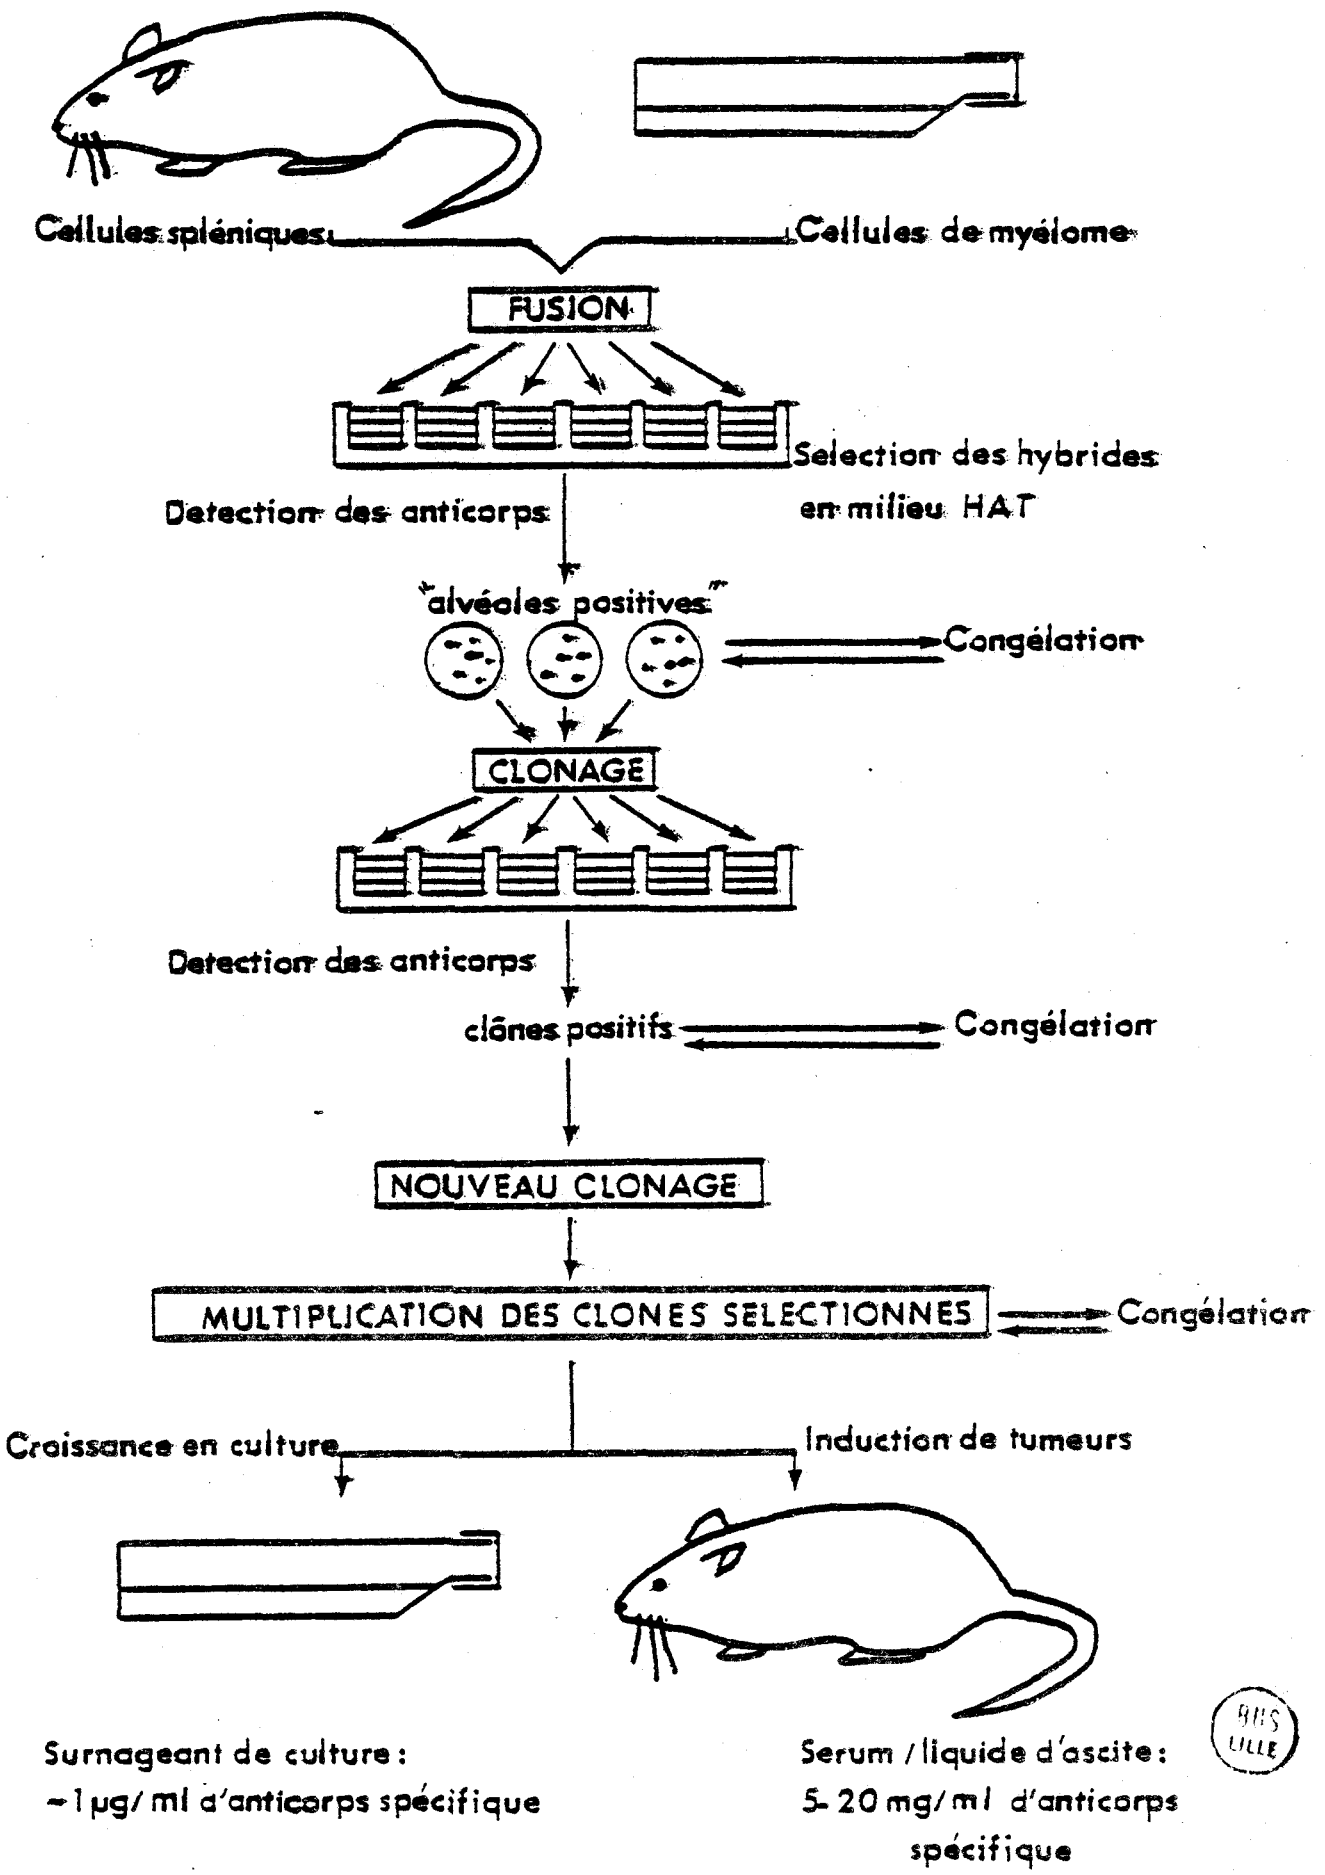 Cellules spléniques
Cellules de myélome
FUSION
Selection des hybrides
en milieu HAT
Detection des anticorps
"alvéoles positives"
Congélation
CLONAGE
Detection des anticorps
clônes positifs
Congélation
NOUVEAU CLONAGE
MULTIPLICATION DES CLONES SELECTIONNES
Congélation
Croissance en culture
Induction de tumeurs
Surnageant de culture :
~1 µg/ml d'anticorps spécifique
Serum / liquide d'ascite :
5-20 mg/ml d'anticorps
spécifique
LILLE